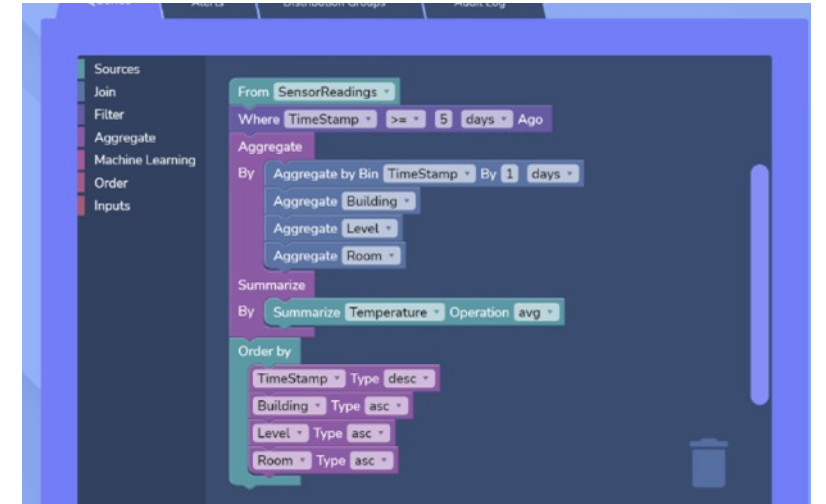 Queries Alerts Distribution Groups Audit Log
Sources
Join
Filter
Aggregate
Machine Learning
Order
Inputs
From SensorReadings
Where TimeStamp >= 5 days Ago
Aggregate
By Aggregate by Bin TimeStamp By 1 days
Aggregate Building
Aggregate Level
Aggregate Room
Summarize
By Summarize Temperature Operation avg
Order by
TimeStamp Type desc
Building Type asc
Level Type asc
Room Type asc